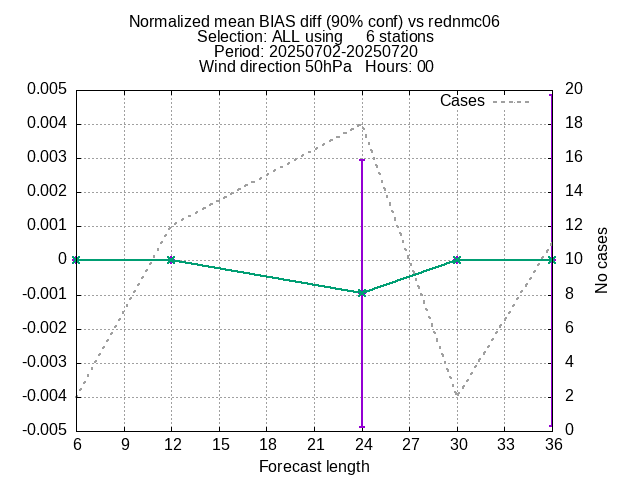 Normalized mean BIAS diff (90% conf) vs rednmc06
Selection: ALL using     6 stations
Period: 20250702-20250720
Wind direction 50hPa   Hours: 00
Cases
0.005
0.004
0.003
0.002
0.001
0
-0.001
-0.002
-0.003
-0.004
-0.005
20
18
16
14
12
10
8
6
4
2
0
No cases
6 9 12 15 18 21 24 27 30 33 36
Forecast length